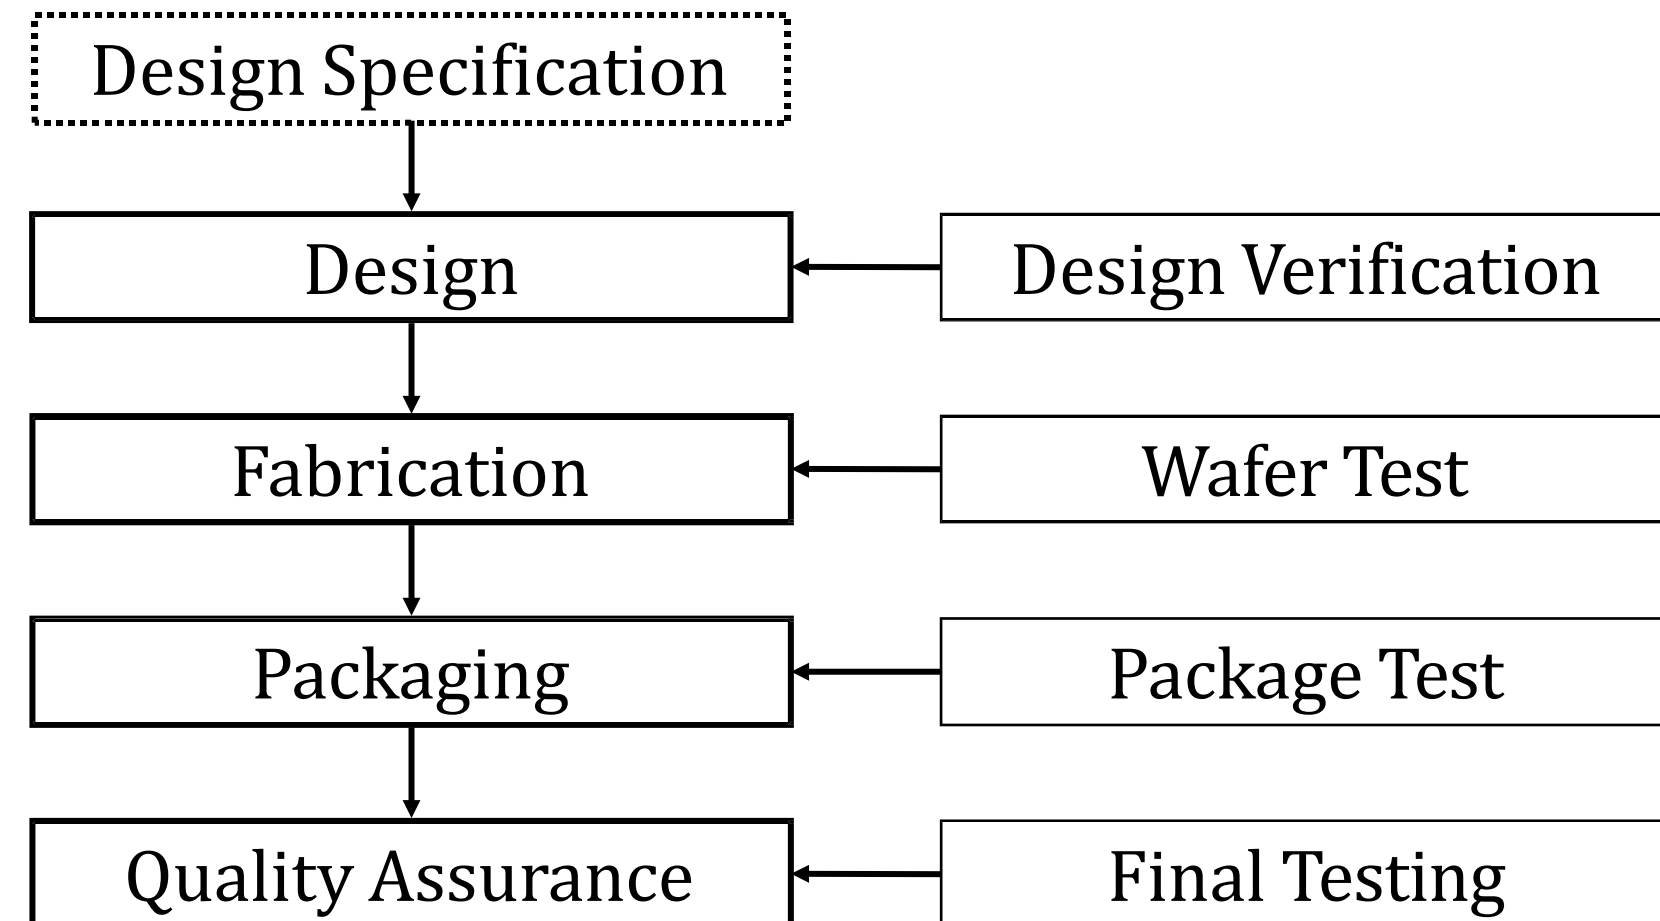 Design Specification
Design
Design Verification
Fabrication
Wafer Test
Packaging
Package Test
Quality Assurance
Final Testing